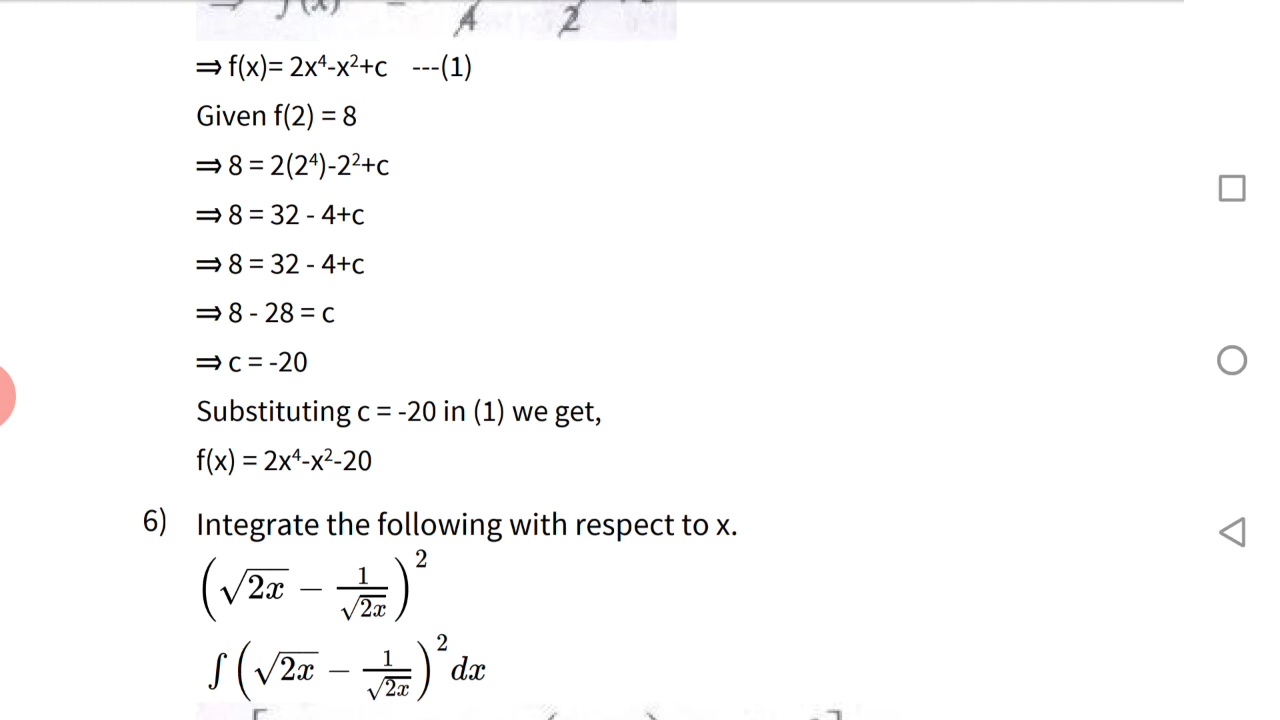 ⇒ f(x)= 2x⁴-x²+c ---(1)
Given f(2) = 8
⇒ 8 = 2(2⁴)-2²+c
⇒ 8 = 32 - 4+c
⇒ 8 = 32 - 4+c
⇒ 8 - 28 = c
⇒ c = -20
Substituting c = -20 in (1) we get,
f(x) = 2x⁴-x²-20
6) Integrate the following with respect to x.
(√2x − 1/√2x)²
∫(√2x − 1/√2x)² dx